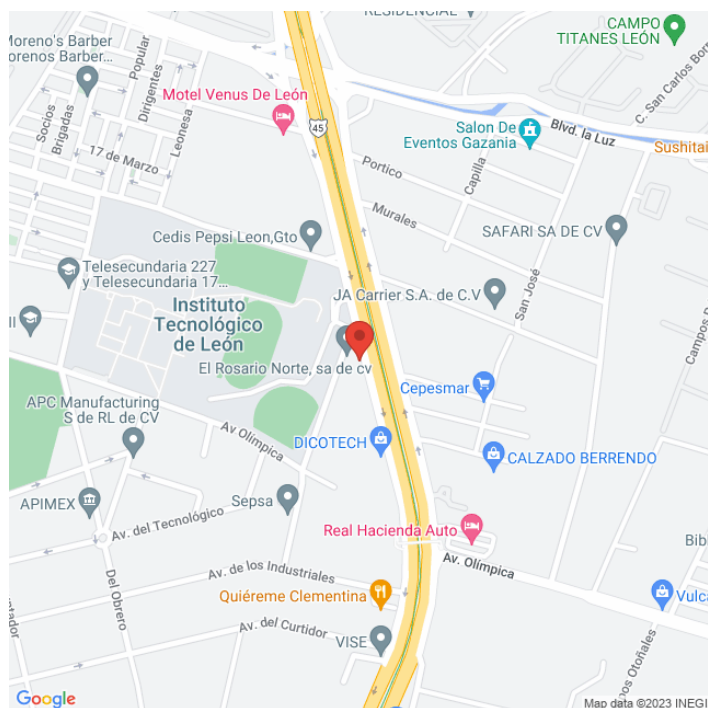 RESIDENCIAL
CAMPO
TITANES LEÓN
Moreno's Barber
Morenos Barber...
Popular
Dirigentes
Leonesa
Socios
Brigadas
17 de Marzo
Motel Venus De León
45
Salon De
Eventos Gazania
Blvd. la Luz
C. San Carlos Borr
Sushitai
Portico
Capilla
Murales
SAFARI SA DE CV
Cedis Pepsi Leon,Gto
Telesecundaria 227
y Telesecundaria 17...
Instituto
Tecnológico
de León
JA Carrier S.A. de C.V
San José
El Rosario Norte, sa de cv
Cepesmar
APC Manufacturing
S de RL de CV
Av Olímpica
DICOTECH
CALZADO BERRENDO
APIMEX
Sepsa
Av. del Tecnológico
Real Hacienda Auto
Av. Olímpica
Av. de los Industriales
Quiéreme Clementina
Del Obrero
Av. del Curtidor
VISE
Vulca
Otoñales
Google
Map data ©2023 INEGI